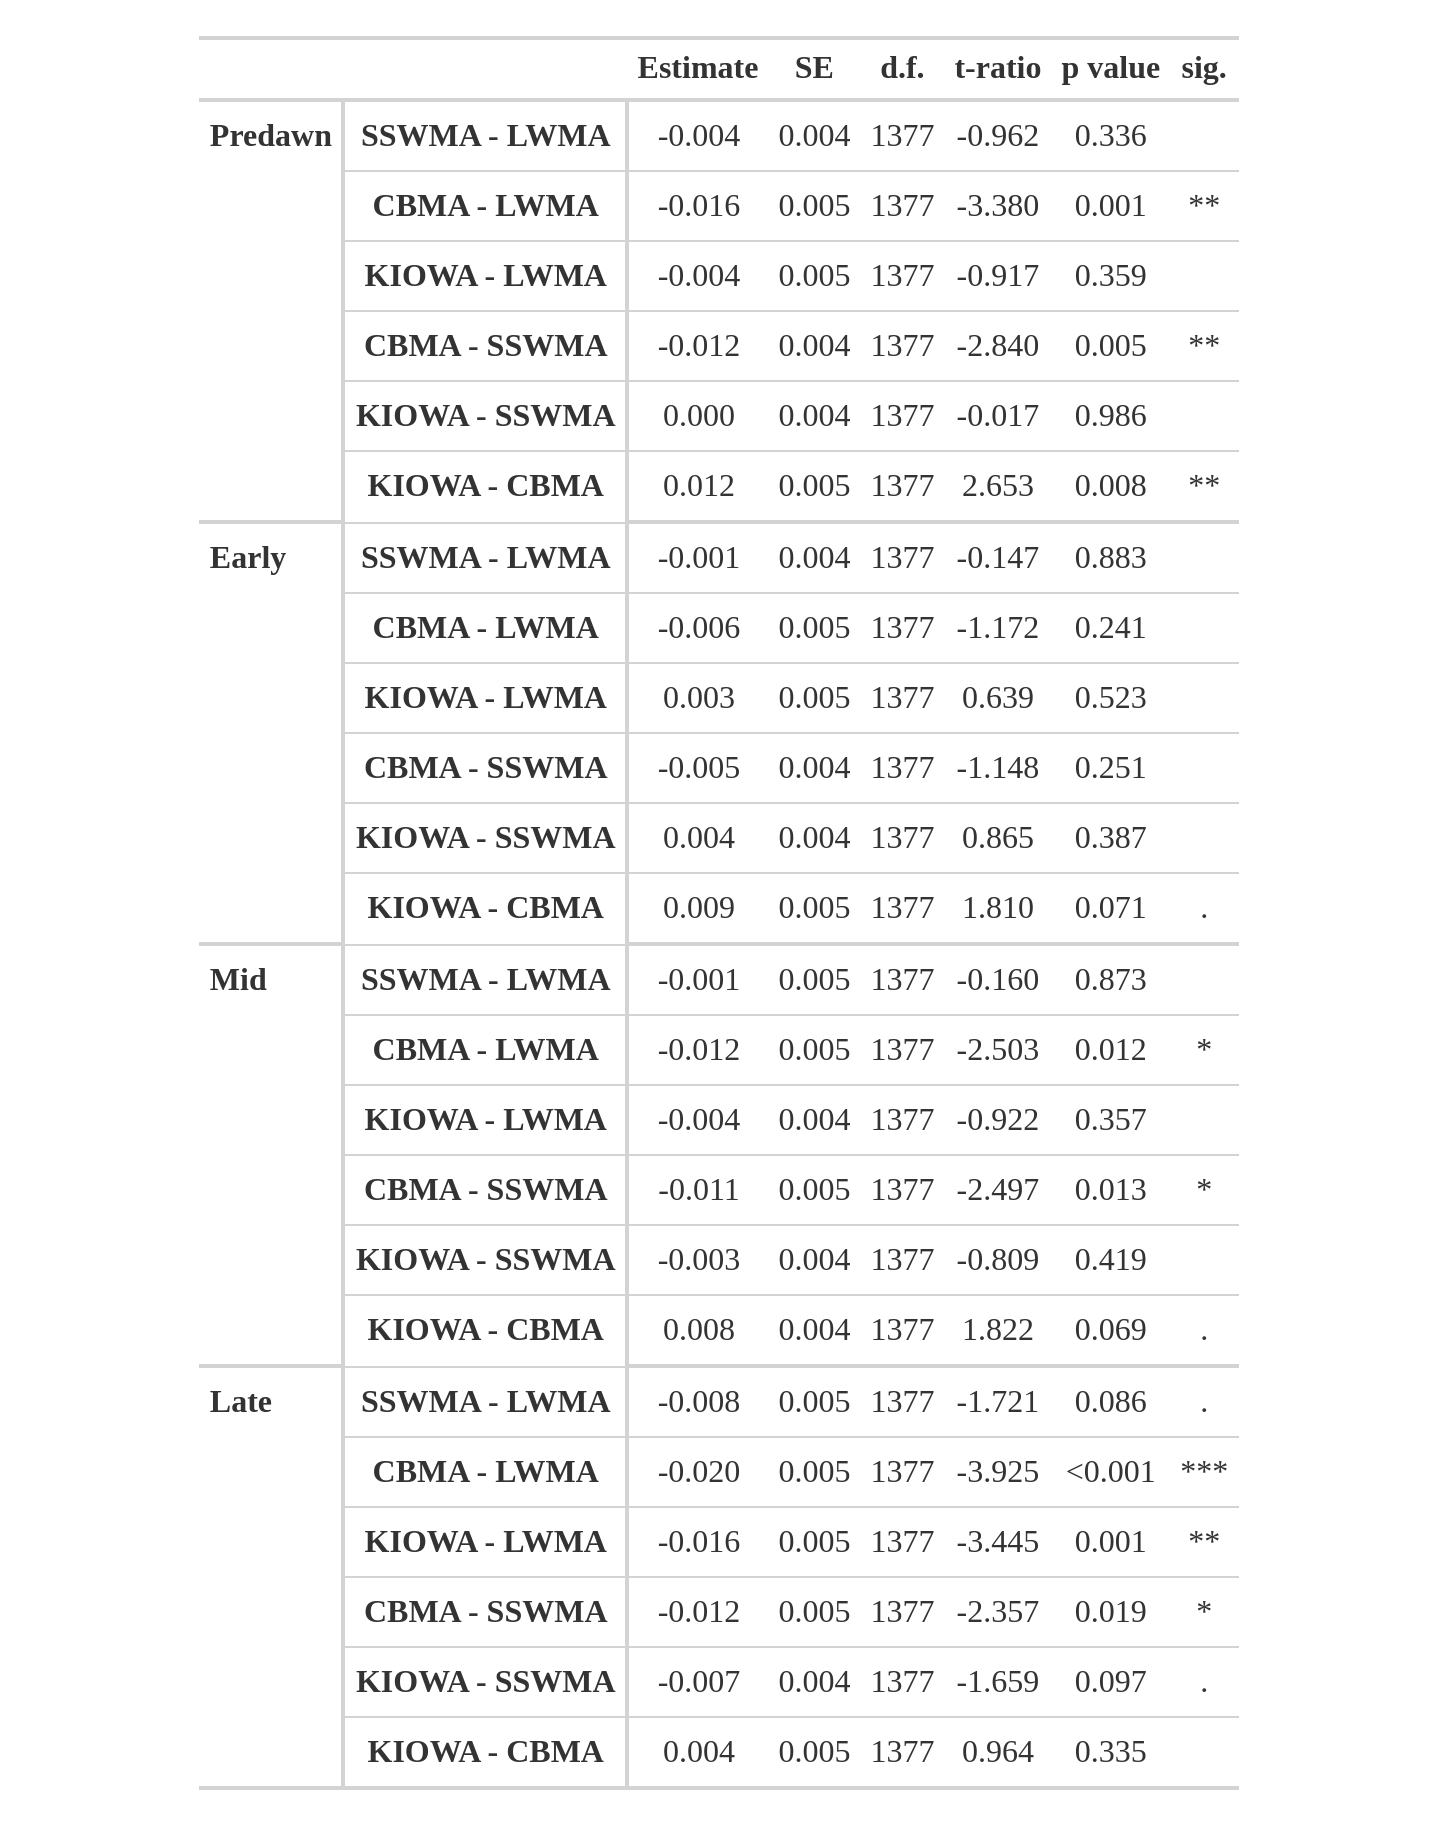 Estimate SE d.f. t-ratio p value sig.
Predawn SSWMA - LWMA -0.004 0.004 1377 -0.962 0.336
CBMA - LWMA -0.016 0.005 1377 -3.380 0.001 **
KIOWA - LWMA -0.004 0.005 1377 -0.917 0.359
CBMA - SSWMA -0.012 0.004 1377 -2.840 0.005 **
KIOWA - SSWMA 0.000 0.004 1377 -0.017 0.986
KIOWA - CBMA 0.012 0.005 1377 2.653 0.008 **
Early SSWMA - LWMA -0.001 0.004 1377 -0.147 0.883
CBMA - LWMA -0.006 0.005 1377 -1.172 0.241
KIOWA - LWMA 0.003 0.005 1377 0.639 0.523
CBMA - SSWMA -0.005 0.004 1377 -1.148 0.251
KIOWA - SSWMA 0.004 0.004 1377 0.865 0.387
KIOWA - CBMA 0.009 0.005 1377 1.810 0.071 .
Mid SSWMA - LWMA -0.001 0.005 1377 -0.160 0.873
CBMA - LWMA -0.012 0.005 1377 -2.503 0.012 *
KIOWA - LWMA -0.004 0.004 1377 -0.922 0.357
CBMA - SSWMA -0.011 0.005 1377 -2.497 0.013 *
KIOWA - SSWMA -0.003 0.004 1377 -0.809 0.419
KIOWA - CBMA 0.008 0.004 1377 1.822 0.069 .
Late SSWMA - LWMA -0.008 0.005 1377 -1.721 0.086 .
CBMA - LWMA -0.020 0.005 1377 -3.925 <0.001 ***
KIOWA - LWMA -0.016 0.005 1377 -3.445 0.001 **
CBMA - SSWMA -0.012 0.005 1377 -2.357 0.019 *
KIOWA - SSWMA -0.007 0.004 1377 -1.659 0.097 .
KIOWA - CBMA 0.004 0.005 1377 0.964 0.335